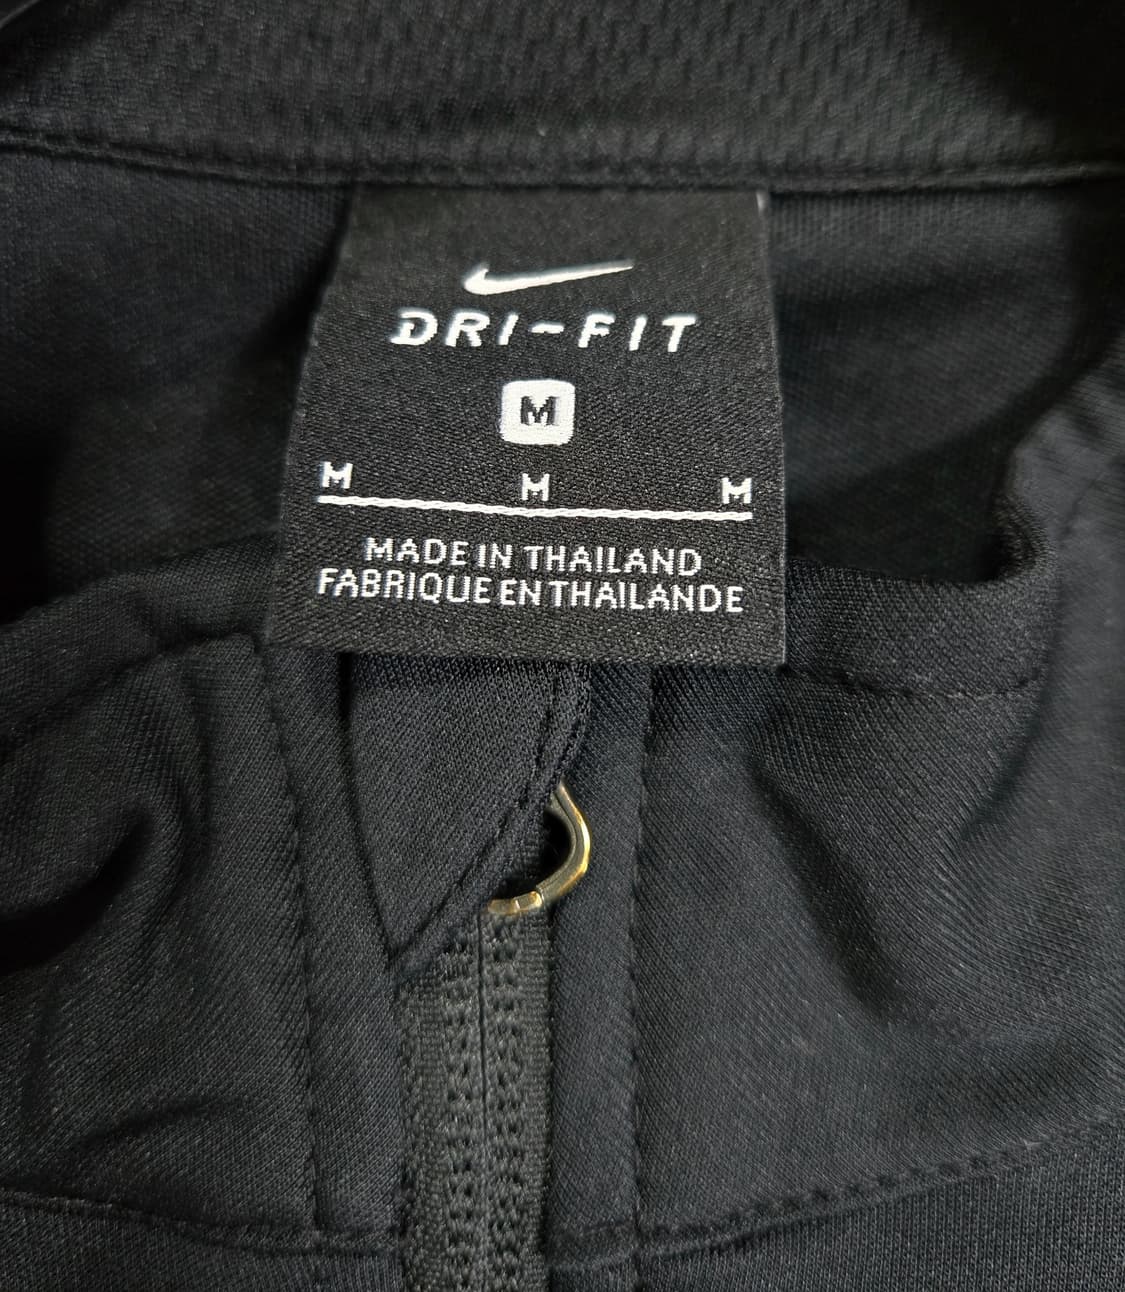 DRI-FIT
M
M M M
MADE IN THAILAND
FABRIQUE EN THAILANDE